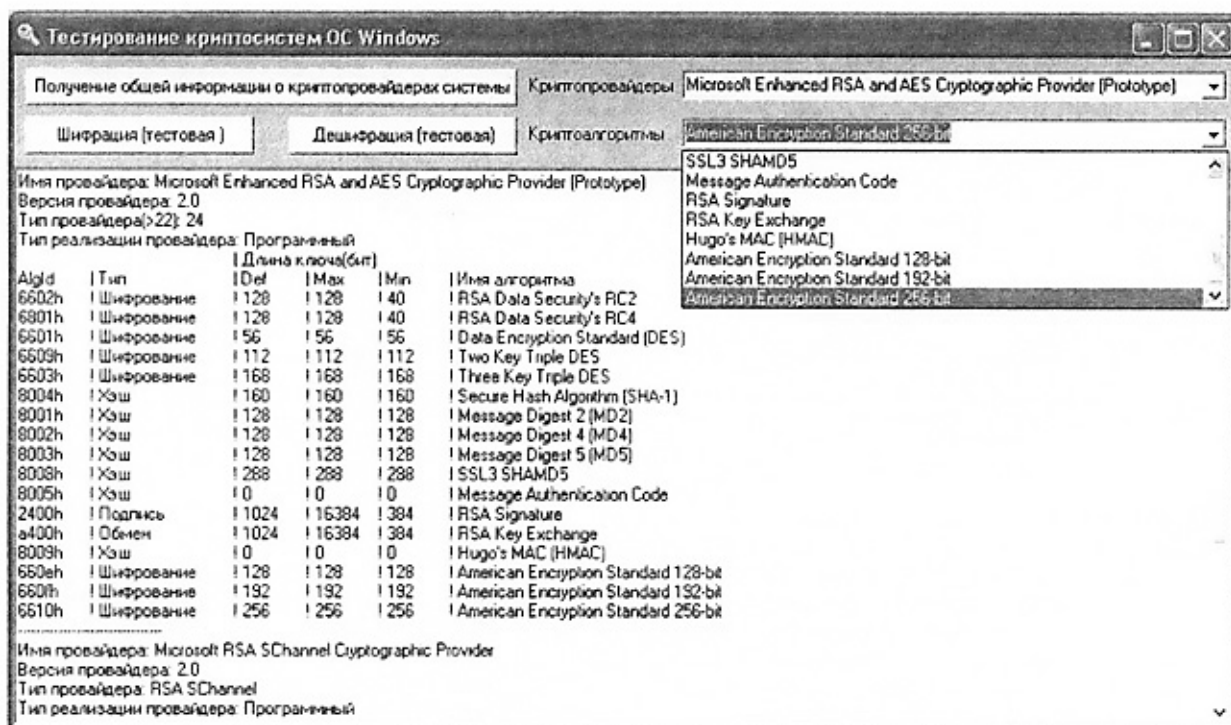 Тестирование криптосистем ОС Windows
Получение общей информации о криптопровайдерах системы
Криптопровайдеры
Microsoft Enhanced RSA and AES Cryptographic Provider (Prototype)
Шифрация (тестовая )
Дешифрация (тестовая)
Криптоалгоритмы
American Encryption Standard 256-bit
SSL3 SHAMD5
Message Authentication Code
RSA Signature
RSA Key Exchange
Hugo's MAC (HMAC)
American Encryption Standard 128-bit
American Encryption Standard 192-bit
American Encryption Standard 256-bit
Имя провайдера: Microsoft Enhanced RSA and AES Cryptographic Provider (Prototype)
Версия провайдера: 2.0
Тип провайдера(>22): 24
Тип реализации провайдера: Программный
| Длина ключа(бит)
AlgId | Тип | Def | Max | Min | Имя алгоритма
6602h ! Шифрование ! 128 ! 128 ! 40 ! RSA Data Security's RC2
6801h ! Шифрование ! 128 ! 128 ! 40 ! RSA Data Security's RC4
6601h ! Шифрование ! 56 ! 56 ! 56 ! Data Encryption Standard (DES)
6609h ! Шифрование ! 112 ! 112 ! 112 ! Two Key Triple DES
6603h ! Шифрование ! 168 ! 168 ! 168 ! Three Key Triple DES
8004h ! Хэш ! 160 ! 160 ! 160 ! Secure Hash Algorithm (SHA-1)
8001h ! Хэш ! 128 ! 128 ! 128 ! Message Digest 2 (MD2)
8002h ! Хэш ! 128 ! 128 ! 128 ! Message Digest 4 (MD4)
8003h ! Хэш ! 128 ! 128 ! 128 ! Message Digest 5 (MD5)
8008h ! Хэш ! 288 ! 288 ! 288 ! SSL3 SHAMD5
8005h ! Хэш ! 0 ! 0 ! 0 ! Message Authentication Code
2400h ! Подпись ! 1024 ! 16384 ! 384 ! RSA Signature
a400h ! Обмен ! 1024 ! 16384 ! 384 ! RSA Key Exchange
8009h ! Хэш ! 0 ! 0 ! 0 ! Hugo's MAC (HMAC)
660eh ! Шифрование ! 128 ! 128 ! 128 ! American Encryption Standard 128-bit
660fh ! Шифрование ! 192 ! 192 ! 192 ! American Encryption Standard 192-bit
6610h ! Шифрование ! 256 ! 256 ! 256 ! American Encryption Standard 256-bit
Имя провайдера: Microsoft RSA SChannel Cryptographic Provider
Версия провайдера: 2.0
Тип провайдера: RSA SChannel
Тип реализации провайдера: Программный